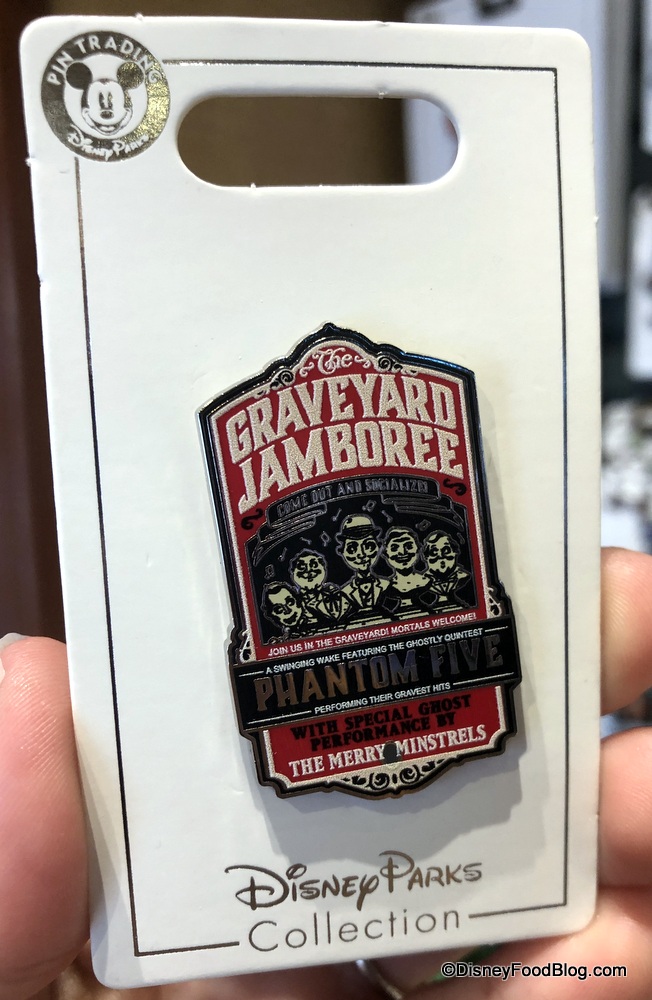 PIN TRADING
Disney Parks
The
GRAVEYARD
JAMBOREE
COME OUT AND SOCIALIZE!
JOIN US IN THE GRAVEYARD! MORTALS WELCOME!
A SWINGING WAKE FEATURING THE GHOSTLY QUINTEST
PHANTOM FIVE
PERFORMING THEIR GRAVEST HITS
WITH SPECIAL GHOST
PERFORMANCE BY
THE MERRY MINSTRELS
Disney Parks
Collection
©DisneyFoodBlog.com